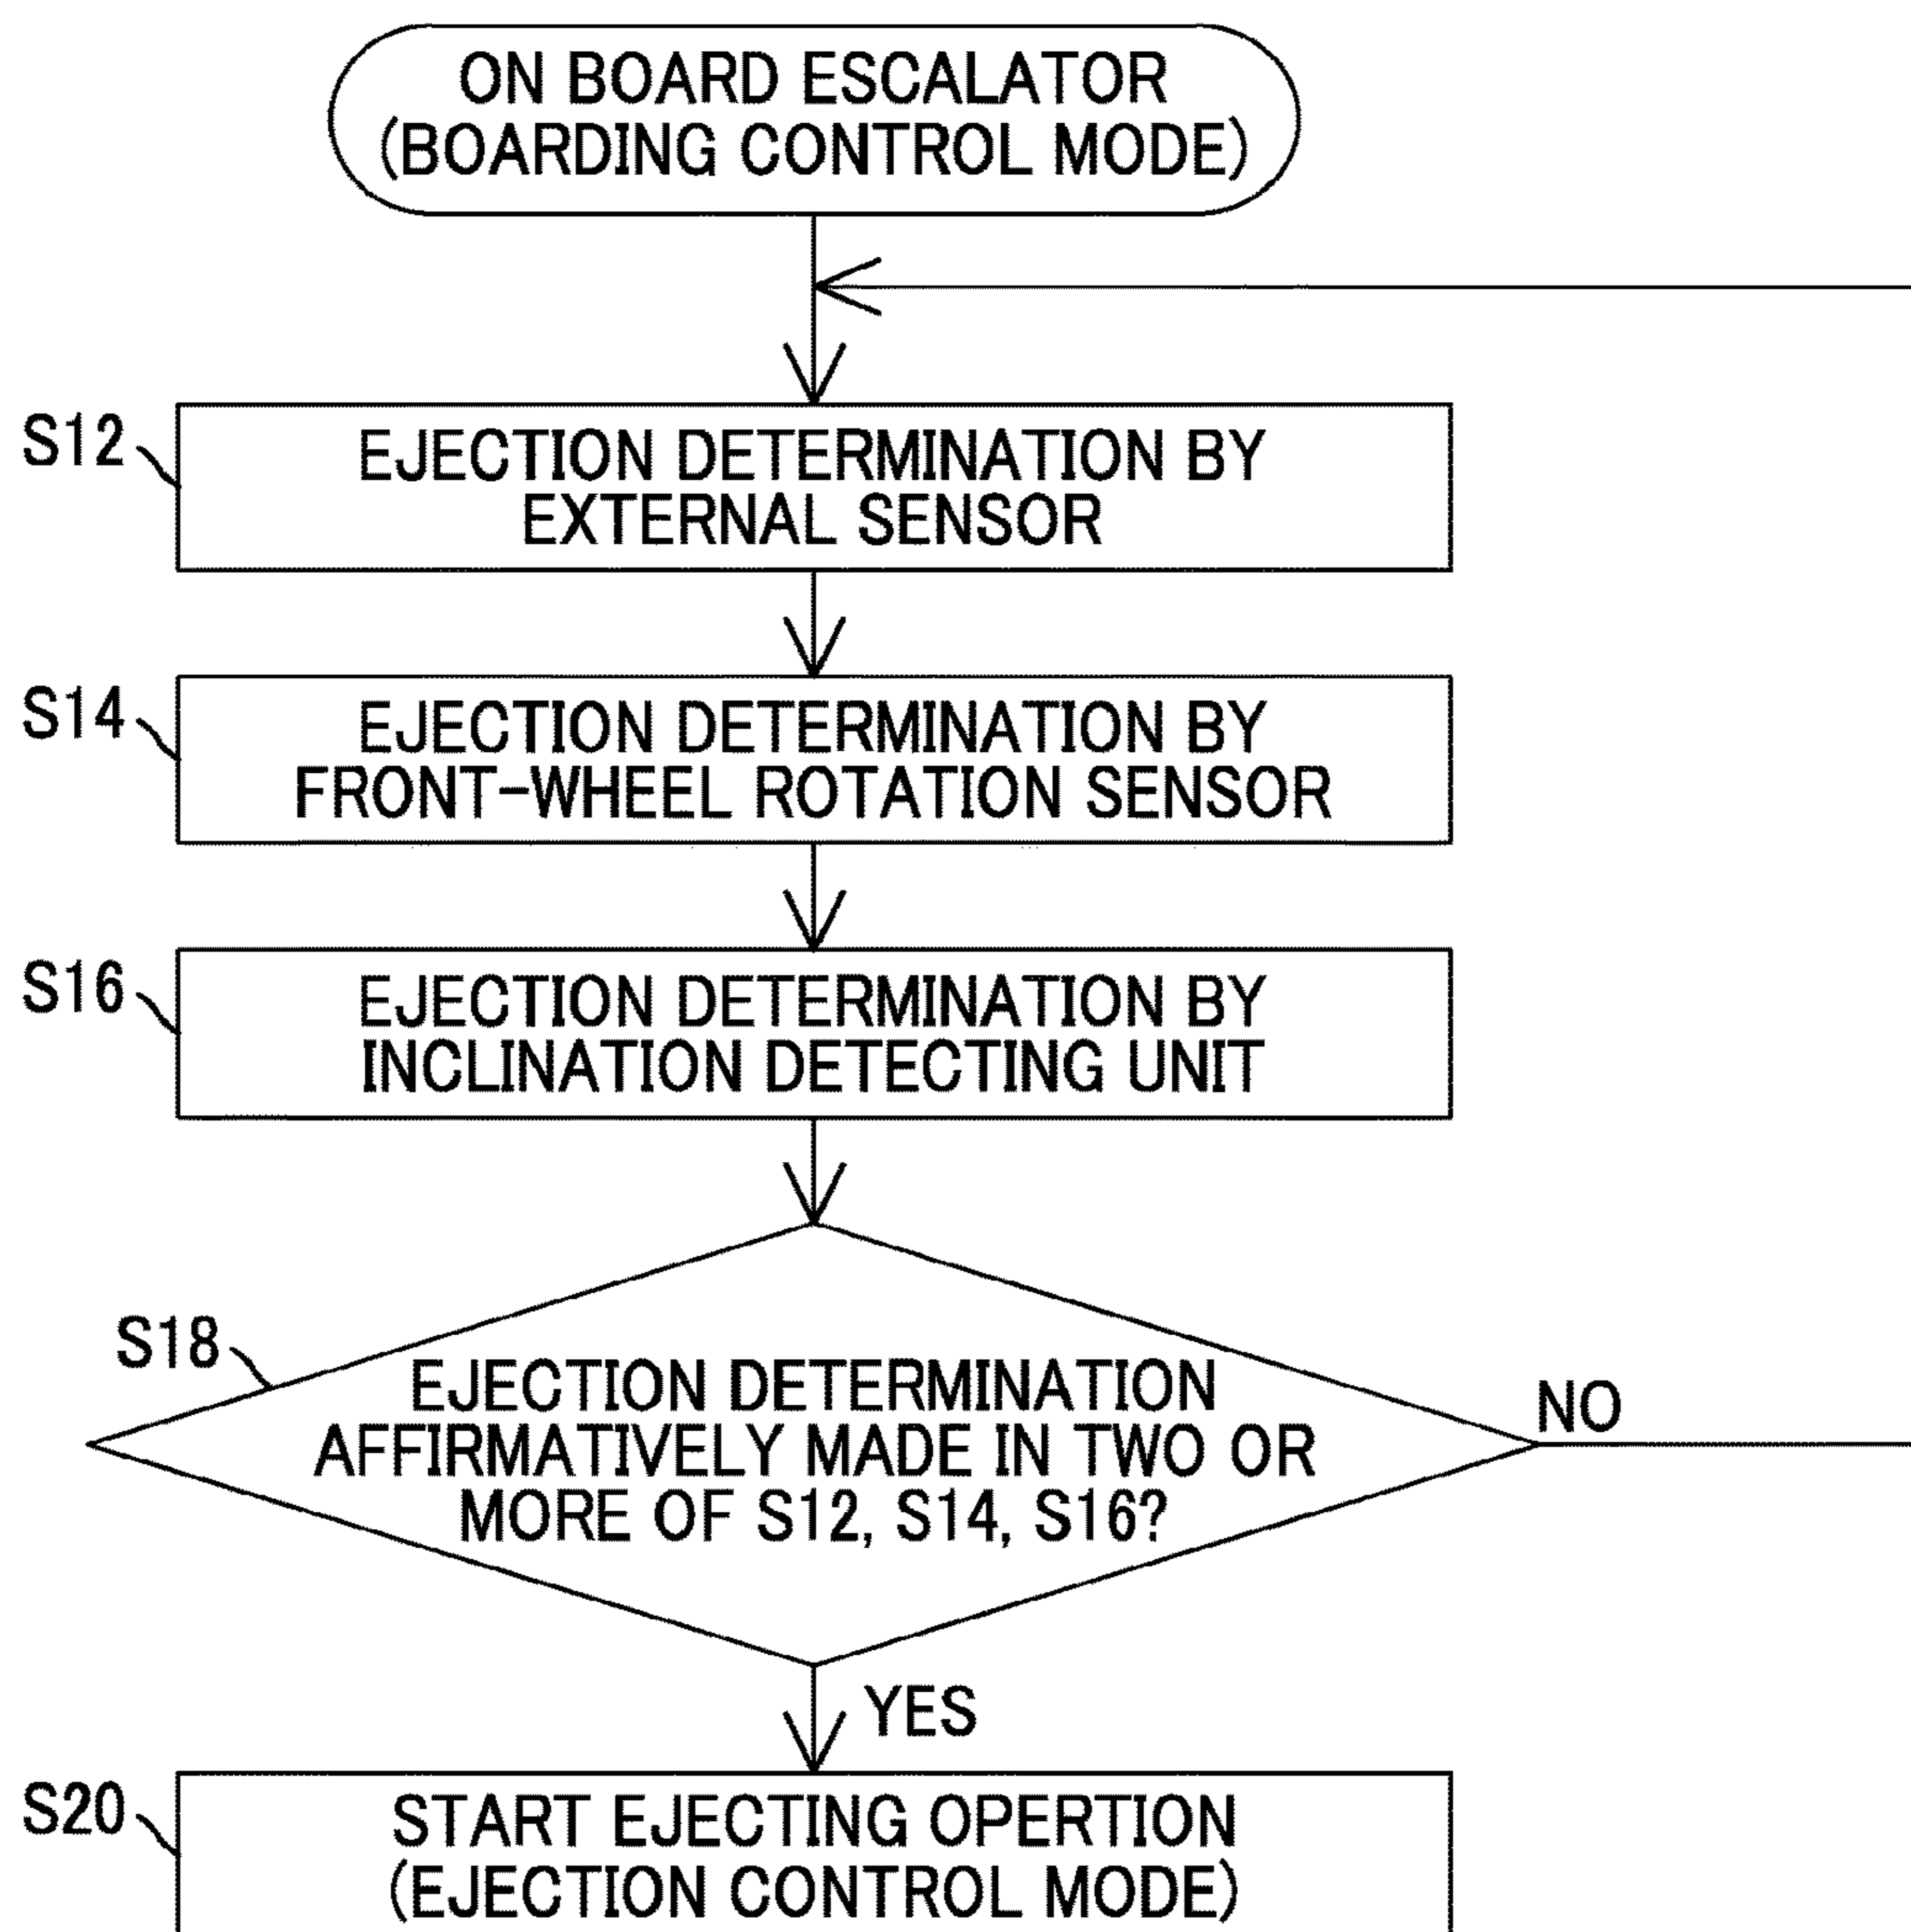 ON BOARD ESCALATOR
(BOARDING CONTROL MODE)
S12
EJECTION DETERMINATION BY
EXTERNAL SENSOR
S14
EJECTION DETERMINATION BY
FRONT-WHEEL ROTATION SENSOR
S16
EJECTION DETERMINATION BY
INCLINATION DETECTING UNIT
S18
EJECTION DETERMINATION
AFFIRMATIVELY MADE IN TWO OR
MORE OF S12, S14, S16?
NO
YES
S20
START EJECTING OPERTION
(EJECTION CONTROL MODE)